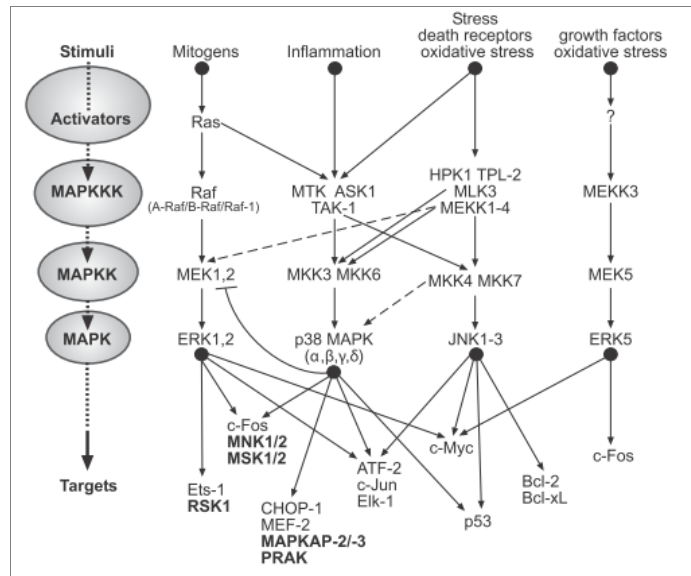 Stimuli
Activators
MAPKKK
MAPKK
MAPK
Targets
Mitogens
Ras
Raf
(A-Raf/B-Raf/Raf-1)
MEK1,2
ERK1,2
Ets-1
RSK1
c-Fos
MNK1/2
MSK1/2
Inflammation
MTK ASK1
TAK-1
MKK3 MKK6
p38 MAPK
(α,β,γ,δ)
CHOP-1
MEF-2
MAPKAP-2/-3
PRAK
ATF-2
c-Jun
Elk-1
Stress
death receptors
oxidative stress
HPK1 TPL-2
MLK3
MEKK1-4
MKK4 MKK7
JNK1-3
c-Myc
p53
Bcl-2
Bcl-xL
growth factors
oxidative stress
?
MEKK3
MEK5
ERK5
c-Fos